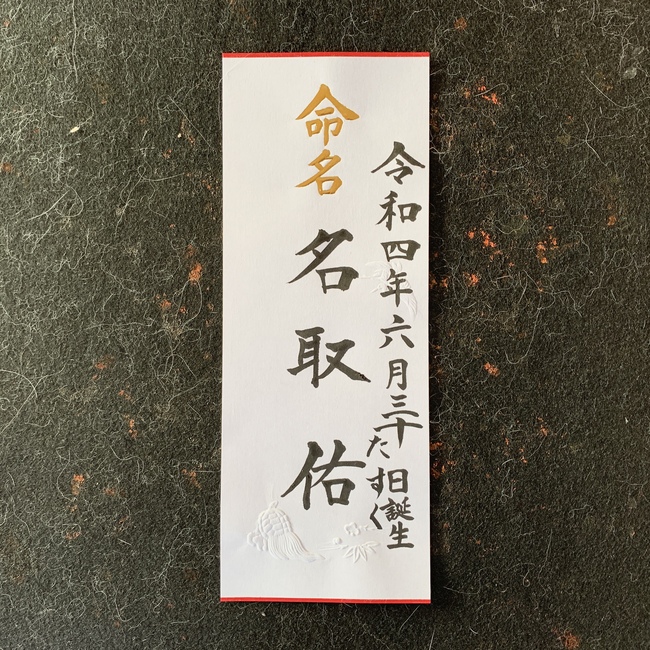 令和四年六月三十日誕生
命名
名取佑
たすく